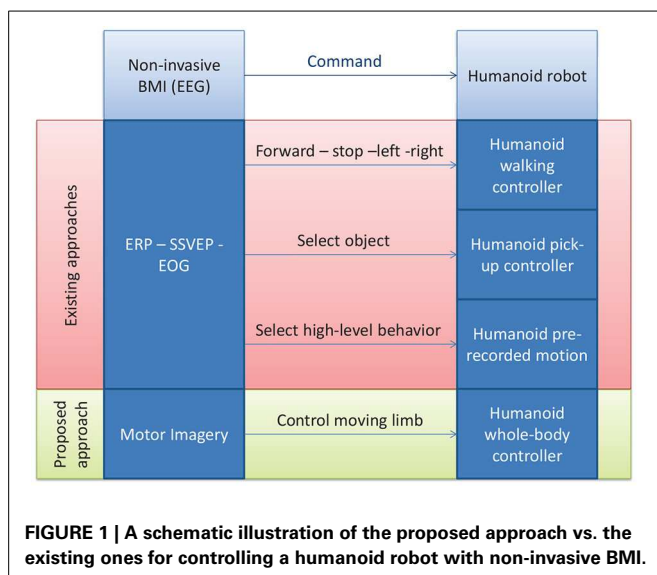 Non-invasive
BMI (EEG)
Command
Humanoid robot
Existing approaches
ERP – SSVEP -
EOG
Forward – stop –left -right
Humanoid
walking
controller
Select object
Humanoid pick-
up controller
Select high-level behavior
Humanoid pre-
recorded motion
Proposed
approach
Motor Imagery
Control moving limb
Humanoid
whole-body
controller
FIGURE 1 | A schematic illustration of the proposed approach vs. the
existing ones for controlling a humanoid robot with non-invasive BMI.